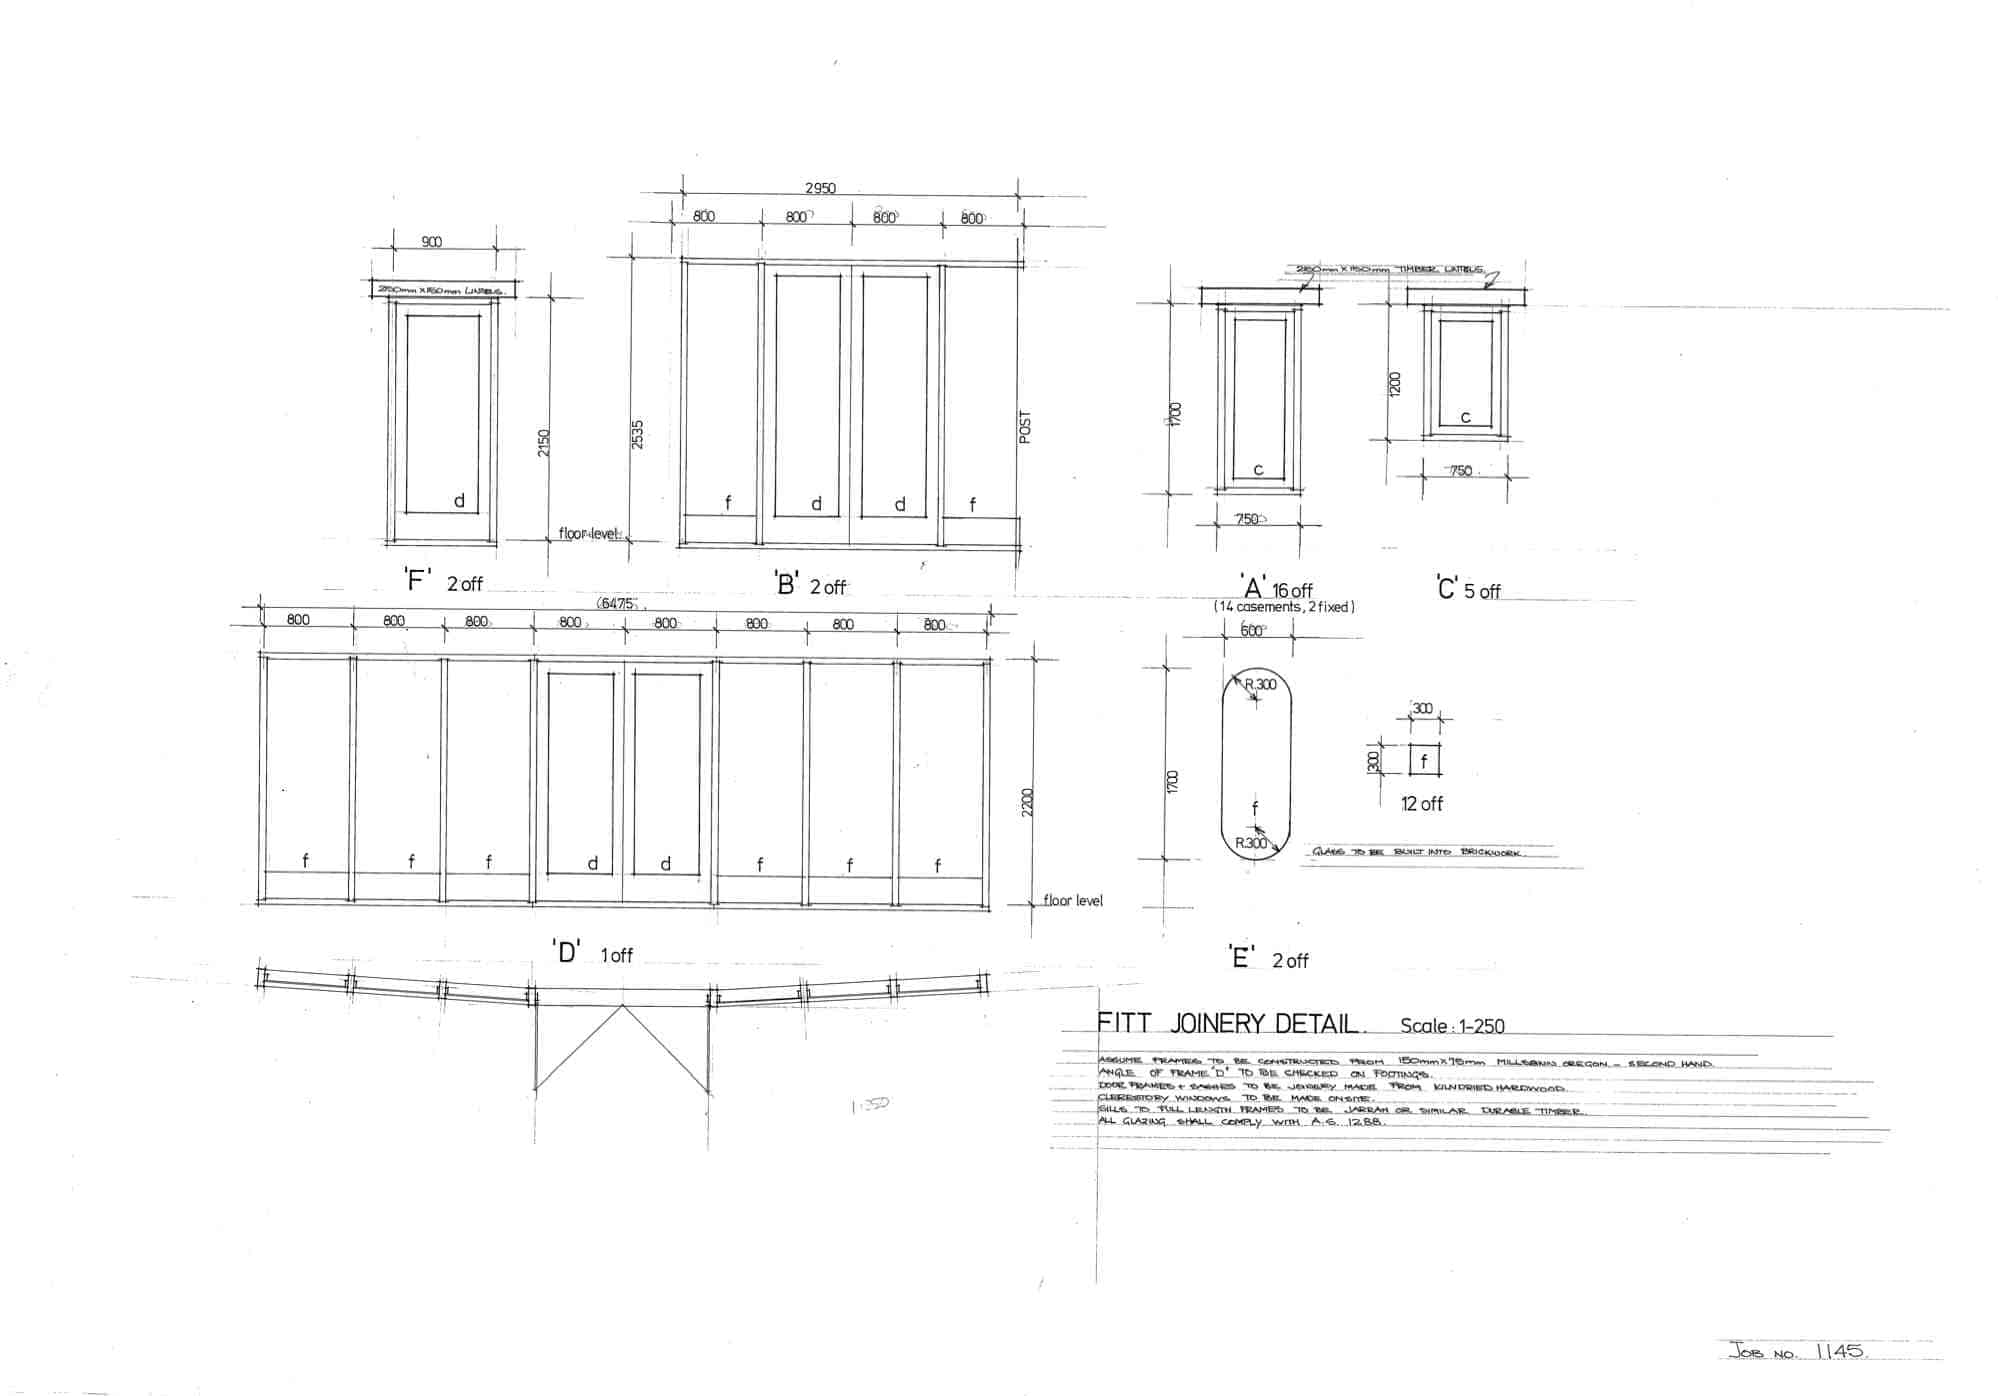 2950
800 800 800 800
900
250mm x 150mm LINTELS.
250mm x 150mm TIMBER LINTELS.
2150
2535
POST
1700
1200
d
f d d f
c
c
750
750
floor level
'F' 2 off
'B' 2 off
'A' 16 off
(14 casements, 2 fixed)
'C' 5 off
6475
800 800 800 800 800 800 800 800
600
R.300
300
300
f
12 off
1700
2200
f
R.300
f f f d d f f f
GLASS TO BE BUILT INTO BRICKWORK.
floor level
'D' 1 off
'E' 2 off
FITT JOINERY DETAIL. Scale : 1-250
ASSUME FRAMES TO BE CONSTRUCTED FROM 150mm x 75mm MILLSAWN OREGON - SECOND HAND.
ANGLE OF FRAME 'D' TO BE CHECKED ON FOOTINGS.
DOOR FRAMES + SASHES TO BE JOINERY MADE FROM KILNDRIED HARDWOOD.
CLERESTORY WINDOWS TO BE MADE ONSITE.
SILLS TO FULL LENGTH FRAMES TO BE JARRAH OR SIMILAR DURABLE TIMBER.
ALL GLAZING SHALL COMPLY WITH A.S. 1288.
JOB NO. 1145.